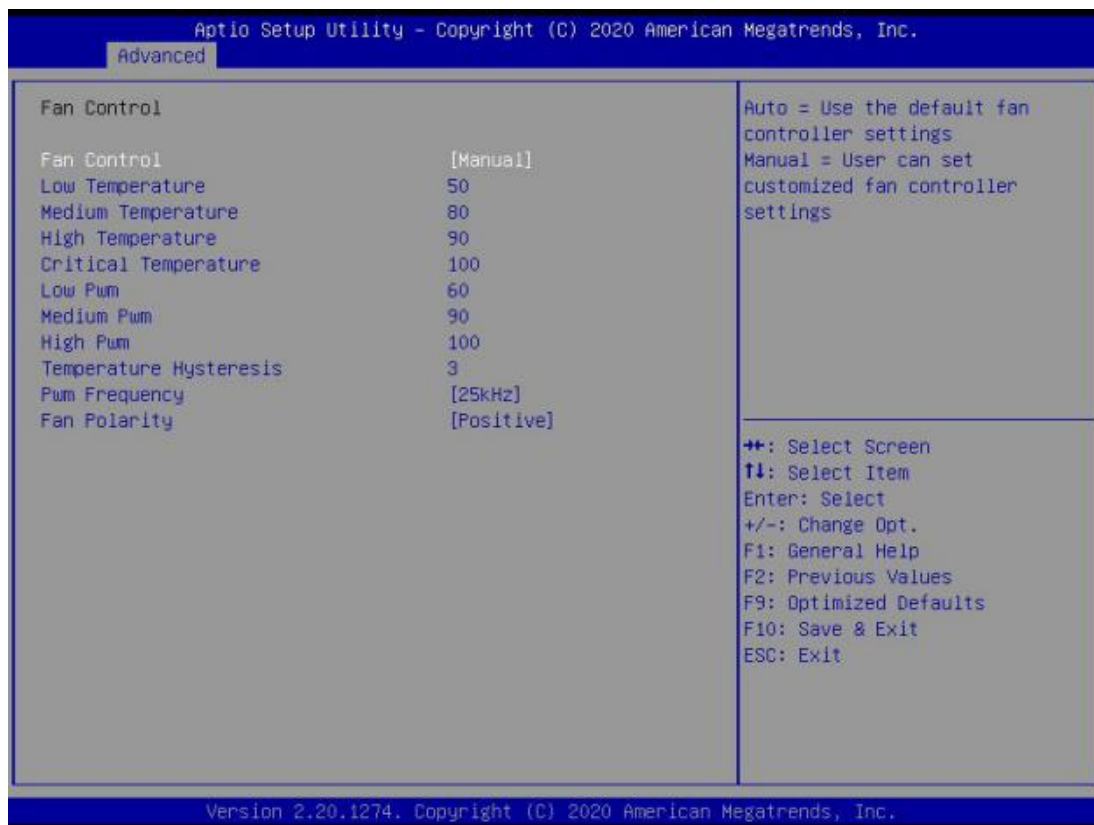 Aptio Setup Utility – Copyright (C) 2020 American Megatrends, Inc.
Advanced
Fan Control
Fan Control [Manual]
Low Temperature 50
Medium Temperature 80
High Temperature 90
Critical Temperature 100
Low Pwm 60
Medium Pwm 90
High Pwm 100
Temperature Hysteresis 3
Pwm Frequency [25kHz]
Fan Polarity [Positive]
Auto = Use the default fan
controller settings
Manual = User can set
customized fan controller
settings
→←: Select Screen
↑↓: Select Item
Enter: Select
+/-: Change Opt.
F1: General Help
F2: Previous Values
F9: Optimized Defaults
F10: Save & Exit
ESC: Exit
Version 2.20.1274. Copyright (C) 2020 American Megatrends, Inc.